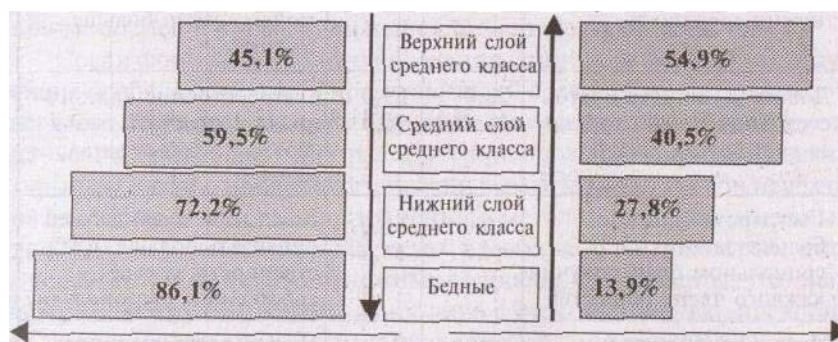 45,1%
Верхний слой
среднего класса
54,9%
59,5%
Средний слой
среднего класса
40,5%
72,2%
Нижний слой
среднего класса
27,8%
86,1%
Бедные
13,9%